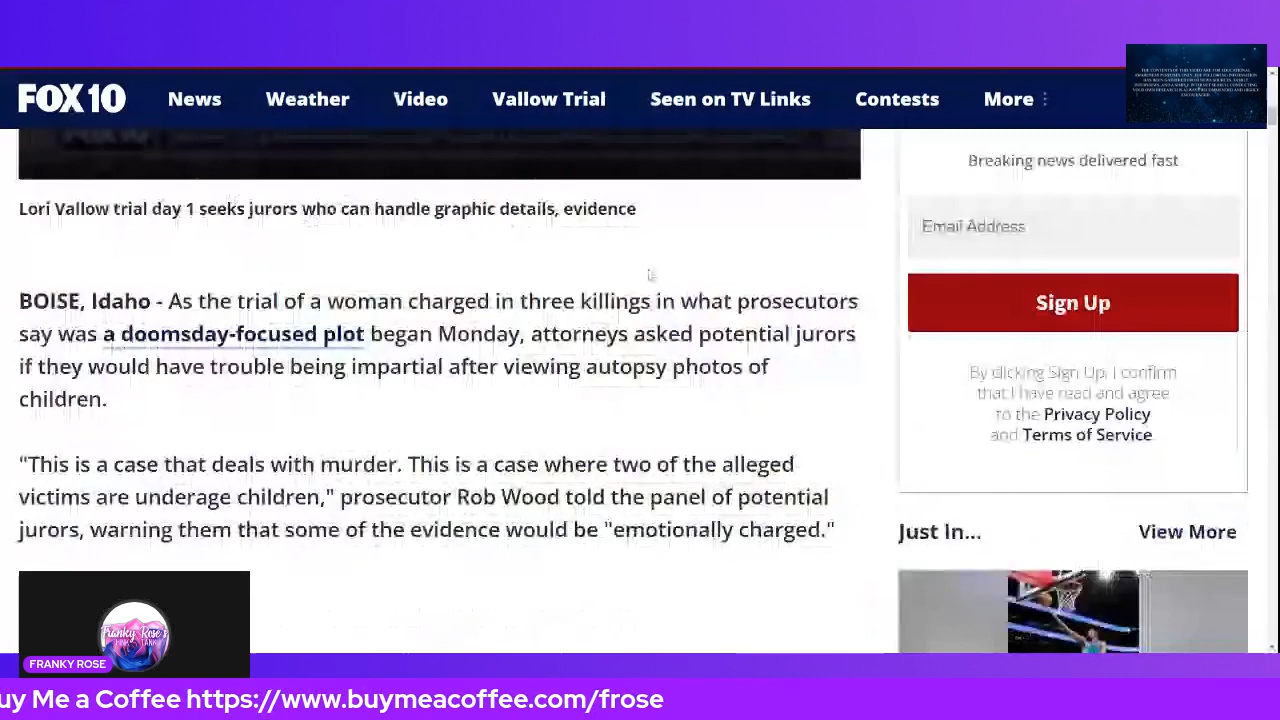 FOX 10
News
Weather
Video
Vallow Trial
Seen on TV Links
Contests
More
Breaking news delivered fast
Lori Vallow trial day 1 seeks jurors who can handle graphic details, evidence
Email Address
Sign Up
BOISE, Idaho - As the trial of a woman charged in three killings in what prosecutors
say was a doomsday-focused plot began Monday, attorneys asked potential jurors
if they would have trouble being impartial after viewing autopsy photos of
children.
By clicking Sign Up, I confirm
that I have read and agree
to the Privacy Policy
and Terms of Service
"This is a case that deals with murder. This is a case where two of the alleged
victims are underage children," prosecutor Rob Wood told the panel of potential
jurors, warning them that some of the evidence would be "emotionally charged."
Just In...
View More
Franky Rose's
FRANKY ROSE
uy Me a Coffee https://www.buymeacoffee.com/frose